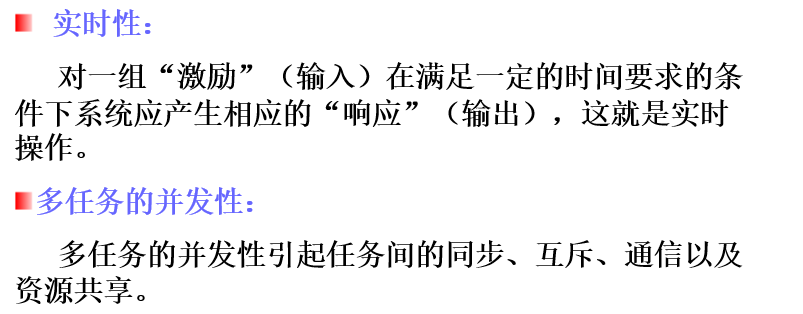 实时性:
对一组“激励”（输入）在满足一定的时间要求的条
件下系统应产生相应的“响应”（输出），这就是实时
操作。
多任务的并发性:
多任务的并发性引起任务间的同步、互斥、通信以及
资源共享。